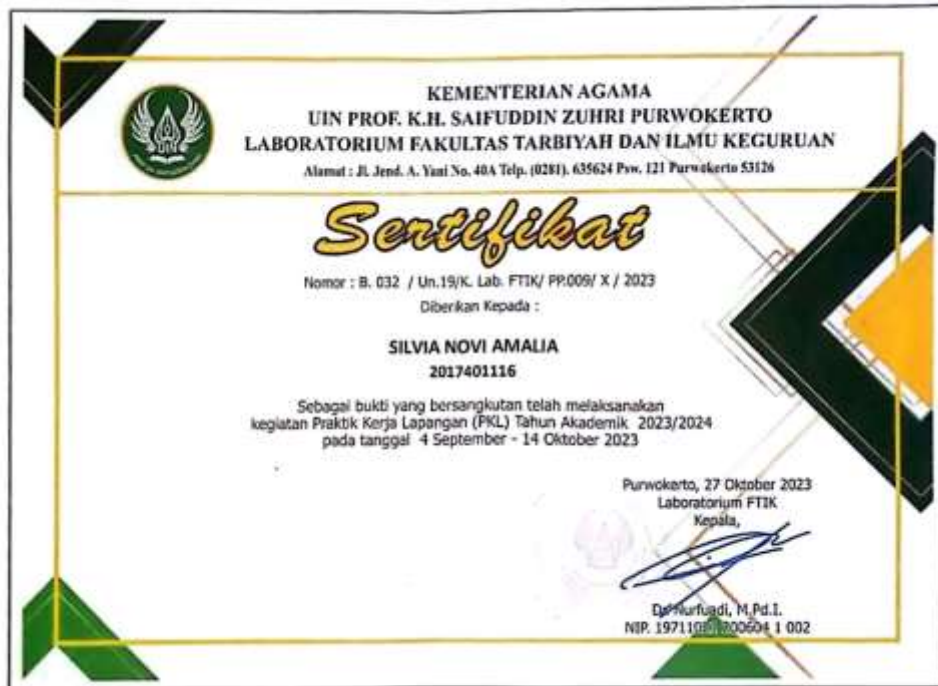 KEMENTERIAN AGAMA
UIN PROF. K.H. SAIFUDDIN ZUHRI PURWOKERTO
LABORATORIUM FAKULTAS TARBIYAH DAN ILMU KEGURUAN
Alamat : Jl. Jend. A. Yani No. 40A Telp. (0281). 635624 Psw. 121 Purwokerto 53126
Sertifikat
Nomor : B. 032 / Un.19/K. Lab. FTIK/ PP.009/ X / 2023
Diberikan Kepada :
SILVIA NOVI AMALIA
2017401116
Sebagai bukti yang bersangkutan telah melaksanakan
kegiatan Praktik Kerja Lapangan (PKL) Tahun Akademik 2023/2024
pada tanggal 4 September - 14 Oktober 2023
Purwokerto, 27 Oktober 2023
Laboratorium FTIK
Kepala,
Nurfuadi, M.Pd.I.
NIP. 200604 1 002